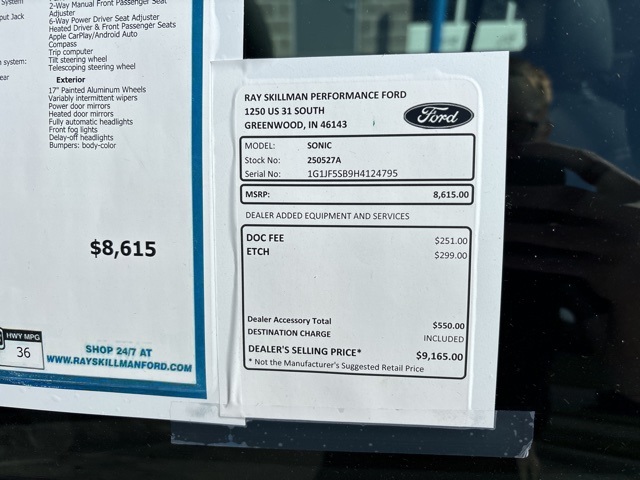 System
2-Way Manual Front Passenger Seat
Adjuster
put Jack
6-Way Power Driver Seat Adjuster
Heated Driver & Front Passenger Seats
Apple CarPlay/Android Auto
Compass
Trip computer
system:
Tilt steering wheel
Telescoping steering wheel
ear
Exterior
17" Painted Aluminum Wheels
Variably intermittent wipers
Power door mirrors
Heated door mirrors
Fully automatic headlights
Front fog lights
Delay-off headlights
Bumpers: body-color
$8,615
HWY MPG
36
SHOP 24/7 AT
WWW.RAYSKILLMANFORD.COM
RAY SKILLMAN PERFORMANCE FORD
1250 US 31 SOUTH
GREENWOOD, IN 46143
Ford
MODEL: SONIC
Stock No: 250527A
Serial No: 1G1JF5SB9H4124795
MSRP: 8,615.00
DEALER ADDED EQUIPMENT AND SERVICES
DOC FEE $251.00
ETCH $299.00
Dealer Accessory Total $550.00
DESTINATION CHARGE INCLUDED
DEALER'S SELLING PRICE* $9,165.00
* Not the Manufacturer's Suggested Retail Price